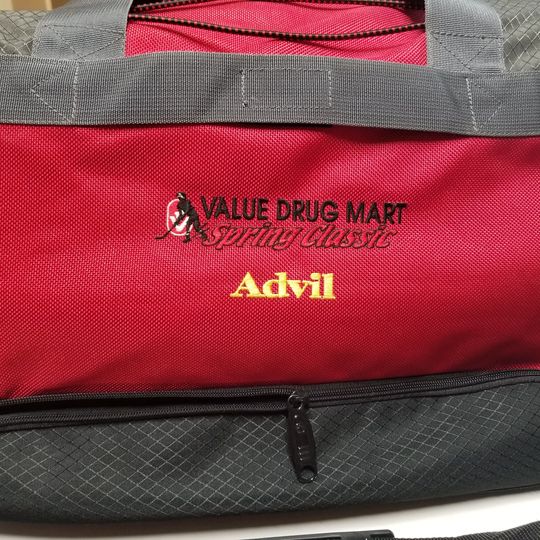 VALUE DRUG MART
Spring Classic
Advil